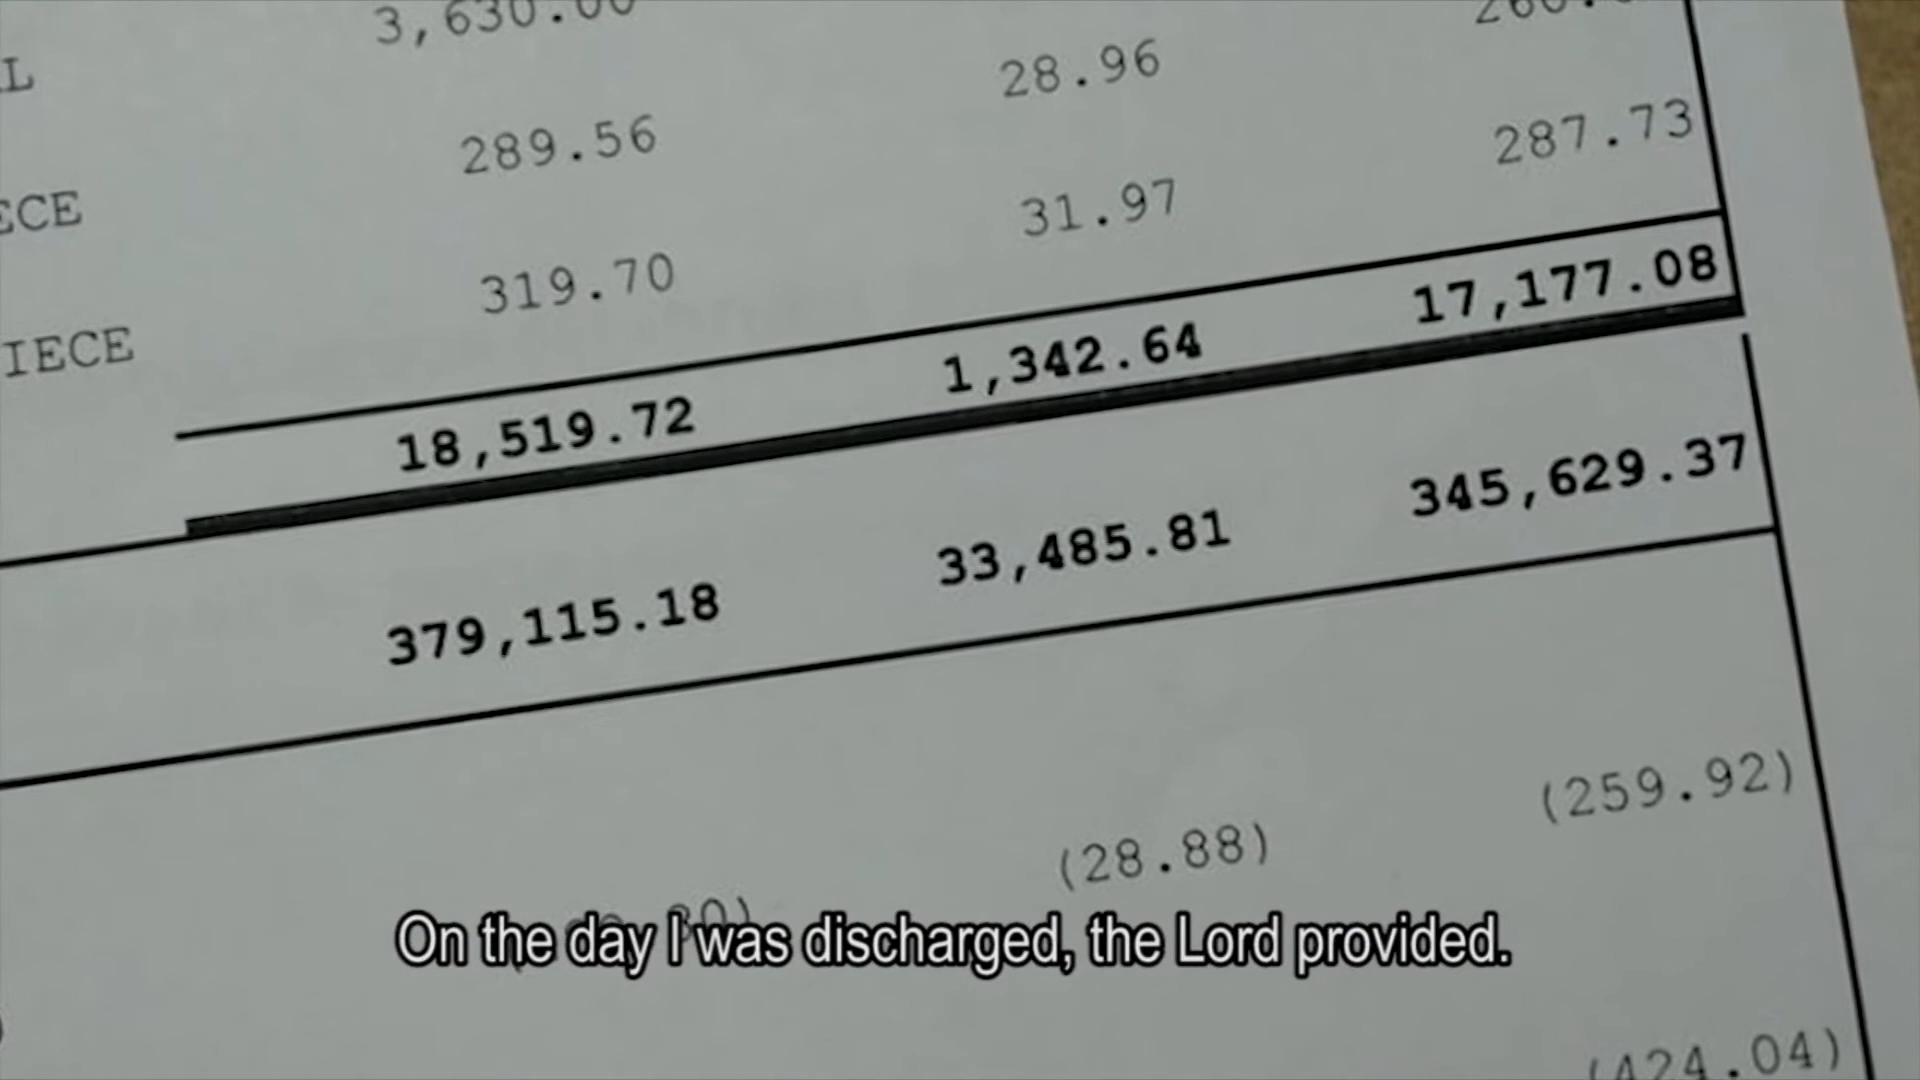 3,630.00
L 289.56 28.96
ECE 319.70 31.97 287.73
IECE
18,519.72 1,342.64 17,177.08
379,115.18 33,485.81 345,629.37
(28.88) (259.92)
On the day I was discharged, the Lord provided.
(424.04)